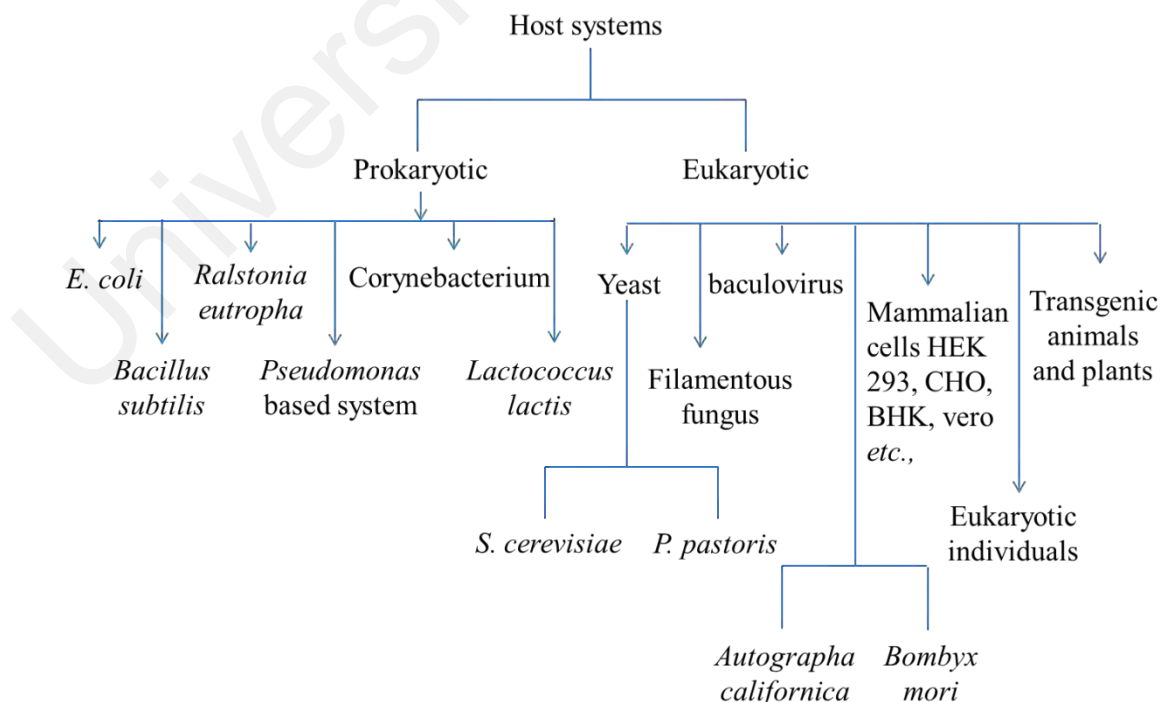 Universi
Host systems
Prokaryotic
Eukaryotic
E. coli
Ralstonia
eutropha
Corynebacterium
Yeast
baculovirus
Mammalian
cells HEK
293, CHO,
BHK, vero
etc.,
Transgenic
animals
and plants
Bacillus
subtilis
Pseudomonas
based system
Lactococcus
lactis
Filamentous
fungus
S. cerevisiae
P. pastoris
Eukaryotic
individuals
Autographa
californica
Bombyx
mori